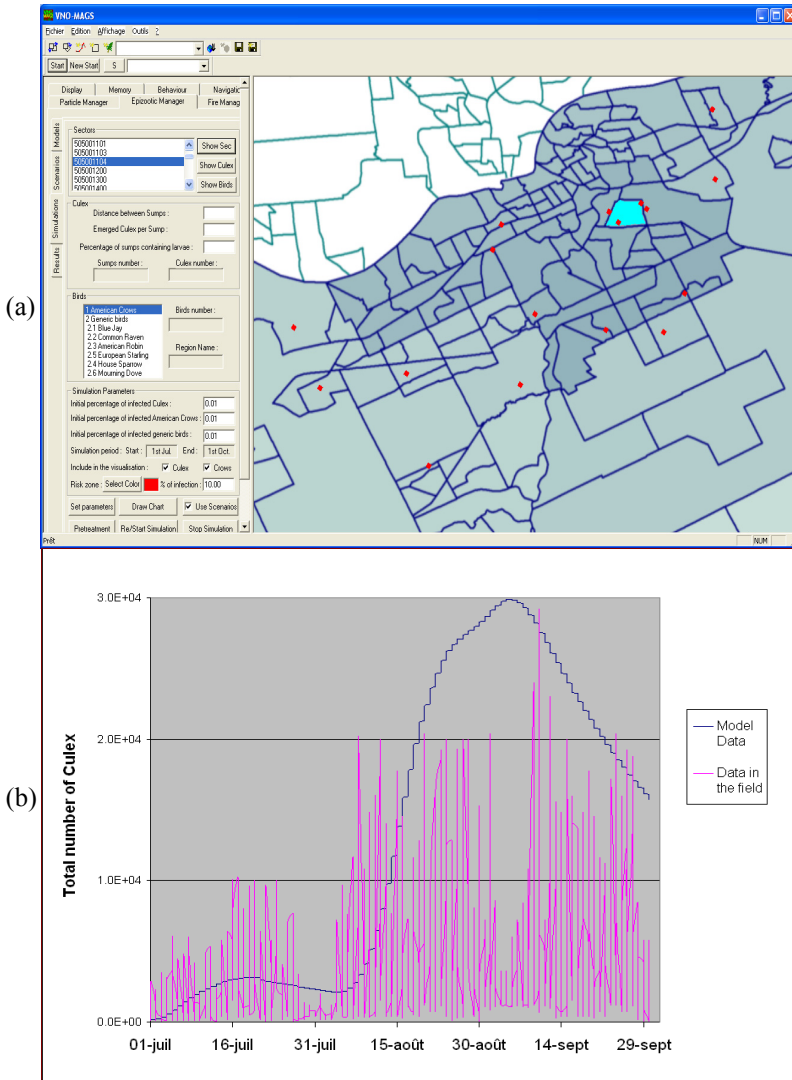 (a)
VNO-MAGS
Fichier Edition Affichage Outils ?
Start New Start S
Display Memory Behaviour Navigatic
Particle Manager Epizootic Manager Fire Manag
Models
Scenarios
Simulations
Results
Sectors
505001101
505001103
505001104
505001200
505001300
505001400
Show Sec
Show Culex
Show Birds
Culex
Distance between Sumps :
Emerged Culex per Sump :
Percentage of sumps containing larvae :
Sumps number : Culex number :
Birds
1 American Crows
2 Generic birds
2.1 Blue Jay
2.2 Common Raven
2.3 American Robin
2.5 European Starling
2.4 House Sparrow
2.6 Mourning Dove
Birds number :
Region Name :
Simulation Parameters
Initial percentage of infected Culex : 0.01
Initial percentage of infected American Crows : 0.01
Initial percentage of infected generic birds : 0.01
Simulation period : Start : 1st Jul. End : 1st Oct.
Include in the visualisation : Culex Crows
Risk zone : Select Color % of infection : 10.00
Set parameters Draw Chart Use Scenarios
Pretreatment Re/Start Simulation Stop Simulation
Prêt NUM
(b)
Total number of Culex
3.0E+04
2.0E+04
1.0E+04
0.0E+00
01-juil 16-juil 31-juil 15-août 30-août 14-sept 29-sept
Model
Data
Data in
the field